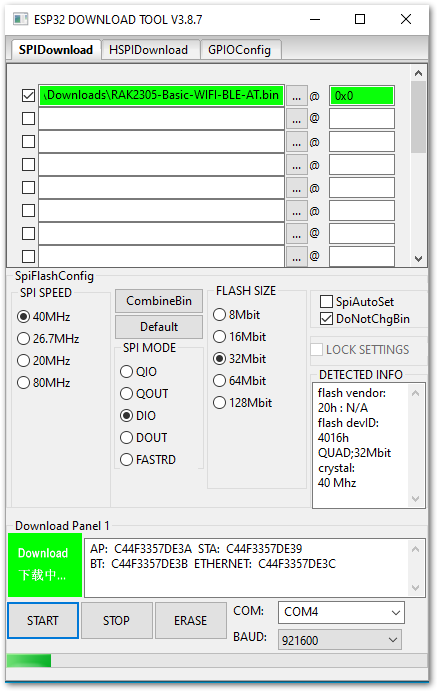 ESP32 DOWNLOAD TOOL V3.8.7
SPIDownload HSPIDownload GPIOConfig
\Downloads\RAK2305-Basic-WIFI-BLE-AT.bin ... @ 0x0
... @
... @
... @
... @
... @
... @
... @
SpiFlashConfig
SPI SPEED
40MHz
26.7MHz
20MHz
80MHz
CombineBin
Default
SPI MODE
QIO
QOUT
DIO
DOUT
FASTRD
FLASH SIZE
8Mbit
16Mbit
32Mbit
64Mbit
128Mbit
SpiAutoSet
DoNotChgBin
LOCK SETTINGS
DETECTED INFO
flash vendor:
20h : N/A
flash devID:
4016h
QUAD;32Mbit
crystal:
40 Mhz
Download Panel 1
Download
下载中...
AP: C44F3357DE3A STA: C44F3357DE39
BT: C44F3357DE3B ETHERNET: C44F3357DE3C
START STOP ERASE
COM: COM4
BAUD: 921600